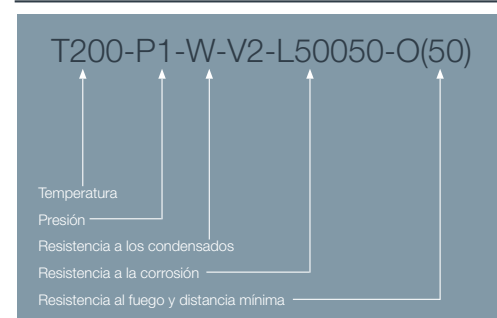 T200-P1-W-V2-L50050-O(50)
Temperatura
Presión
Resistencia a los condensados
Resistencia a la corrosión
Resistencia al fuego y distancia mínima